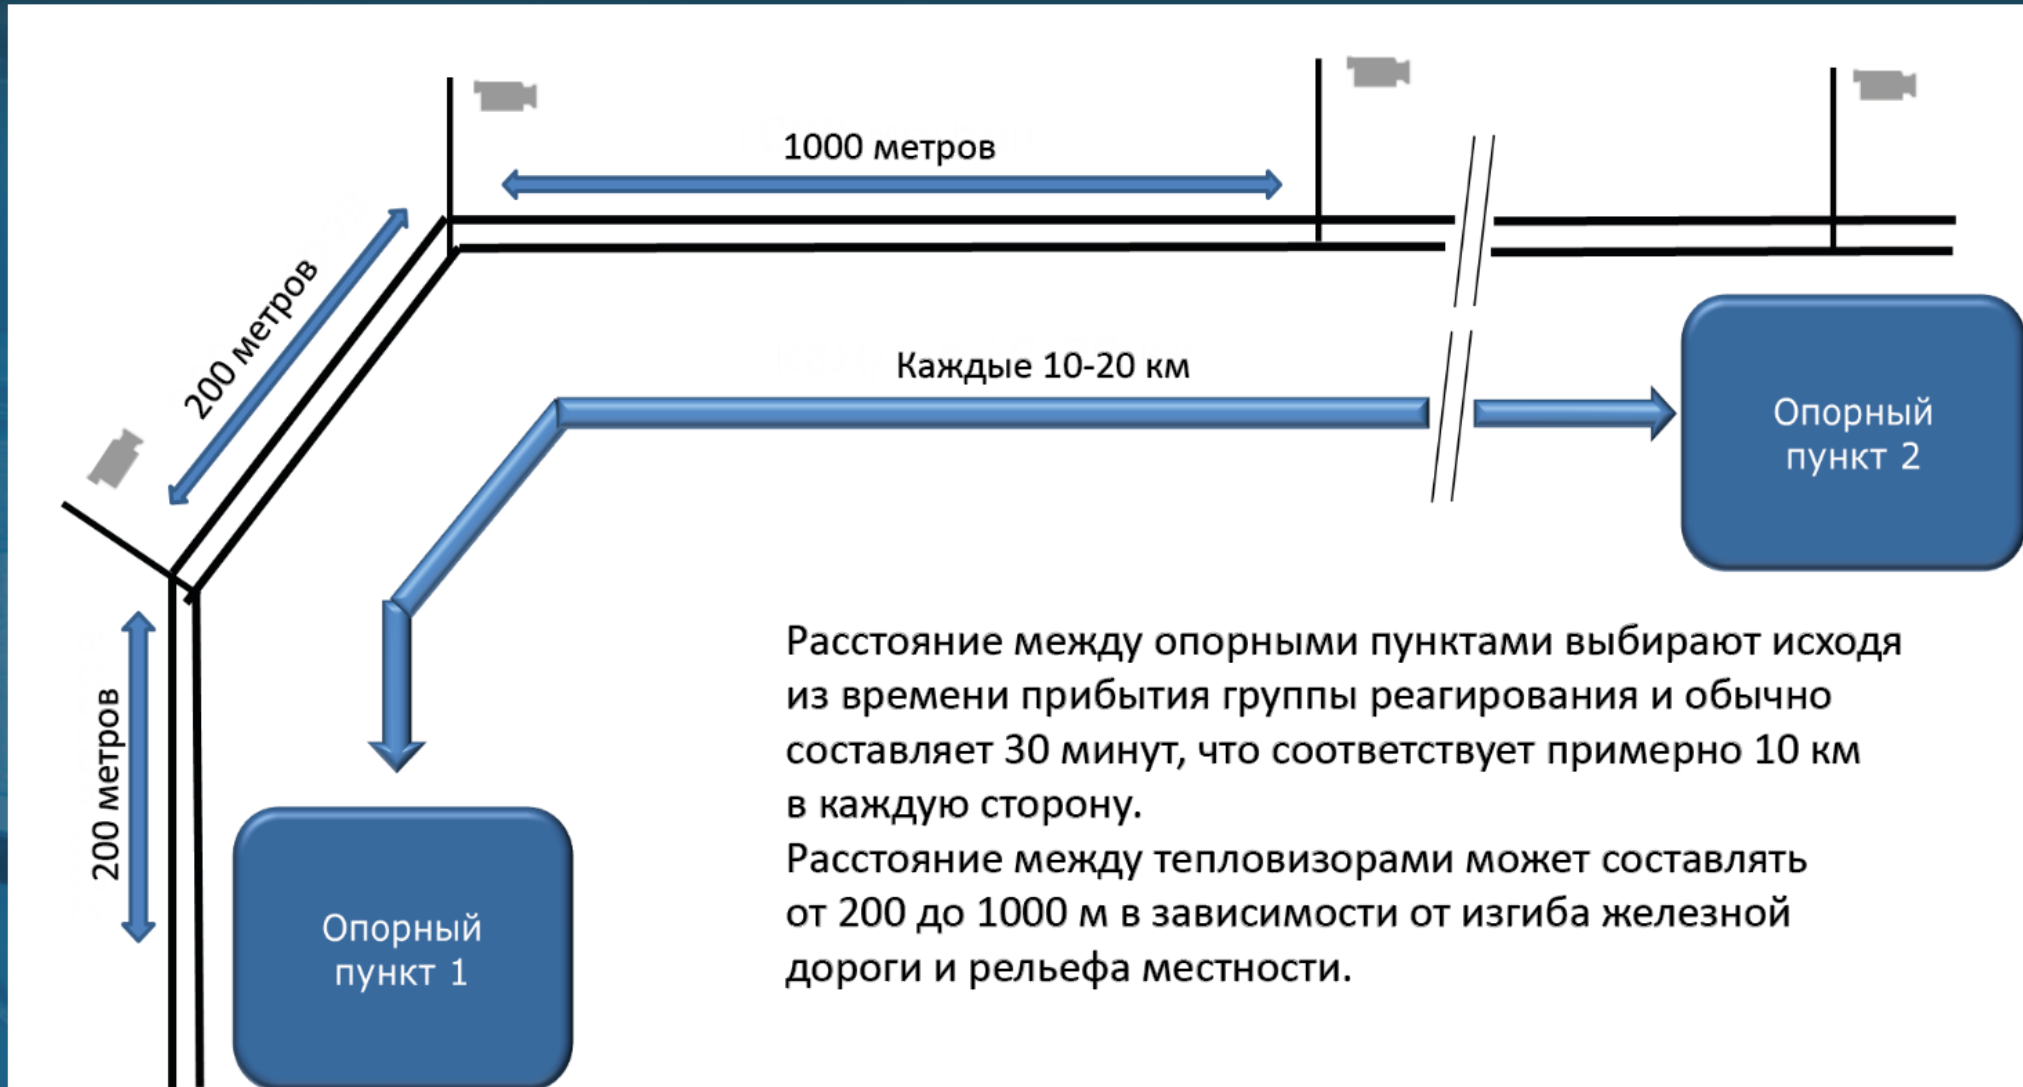 1000 метров
200 метров
Каждые 10-20 км
Опорный
пункт 2
200 метров
Опорный
пункт 1
Расстояние между опорными пунктами выбирают исходя
из времени прибытия группы реагирования и обычно
составляет 30 минут, что соответствует примерно 10 км
в каждую сторону.
Расстояние между тепловизорами может составлять
от 200 до 1000 м в зависимости от изгиба железной
дороги и рельефа местности.